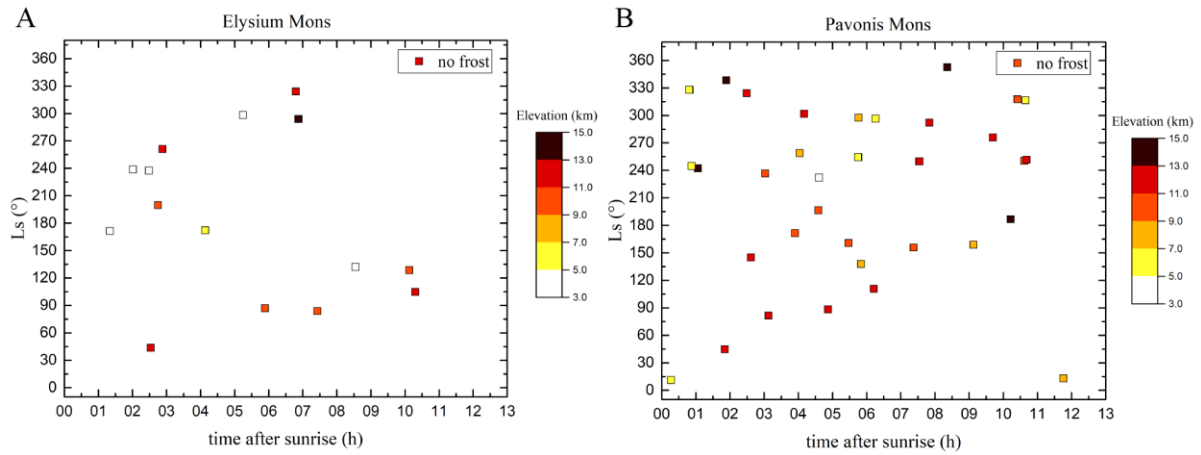 A
Elysium Mons
no frost
Ls (°)
360
330
300
270
240
210
180
150
120
90
60
30
0
00 01 02 03 04 05 06 07 08 09 10 11 12 13
time after sunrise (h)
Elevation (km)
15.0
13.0
11.0
9.0
7.0
5.0
3.0
B
Pavonis Mons
no frost
Ls (°)
360
330
300
270
240
210
180
150
120
90
60
30
0
00 01 02 03 04 05 06 07 08 09 10 11 12 13
time after sunrise (h)
Elevation (km)
15.0
13.0
11.0
9.0
7.0
5.0
3.0